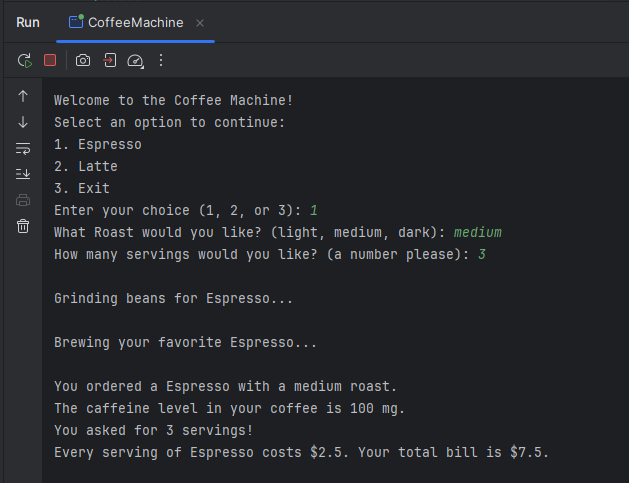 Run
CoffeeMachine
Welcome to the Coffee Machine!
Select an option to continue:
1. Espresso
2. Latte
3. Exit
Enter your choice (1, 2, or 3): 1
What Roast would you like? (light, medium, dark): medium
How many servings would you like? (a number please): 3
Grinding beans for Espresso...
Brewing your favorite Espresso...
You ordered a Espresso with a medium roast.
The caffeine level in your coffee is 100 mg.
You asked for 3 servings!
Every serving of Espresso costs $2.5. Your total bill is $7.5.